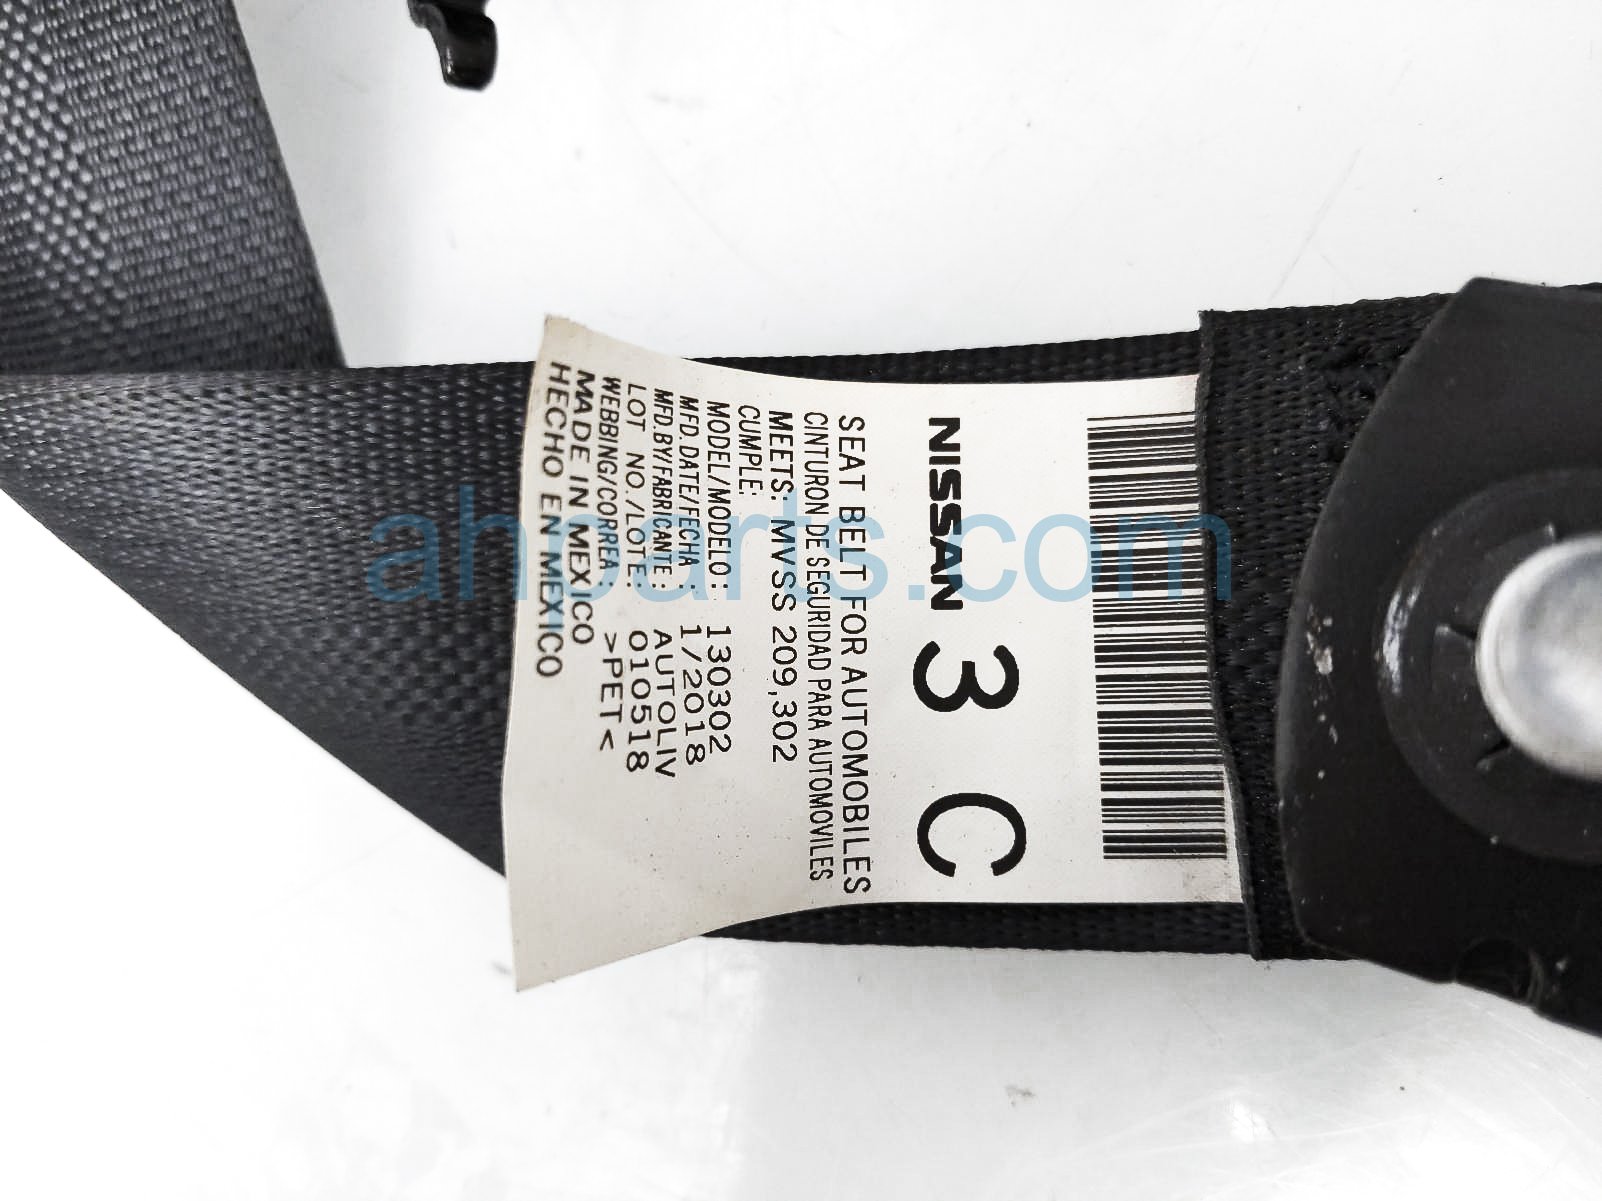 NISSAN 3 C
SEAT BELT FOR AUTOMOBILES
CINTURON DE SEGURIDAD PARA AUTOMOVILES
MEETS: MVSS 209,302
CUMPLE:
MODEL/MODELO: 130302
MFD.DATE/FECHA : 1/2018
MFD.BY/FABRICANTE: AUTOLIV
LOT NO./LOTE: 010518
WEBBING/CORREA >PET<
MADE IN MEXICO
HECHO EN MEXICO
ahparts.com